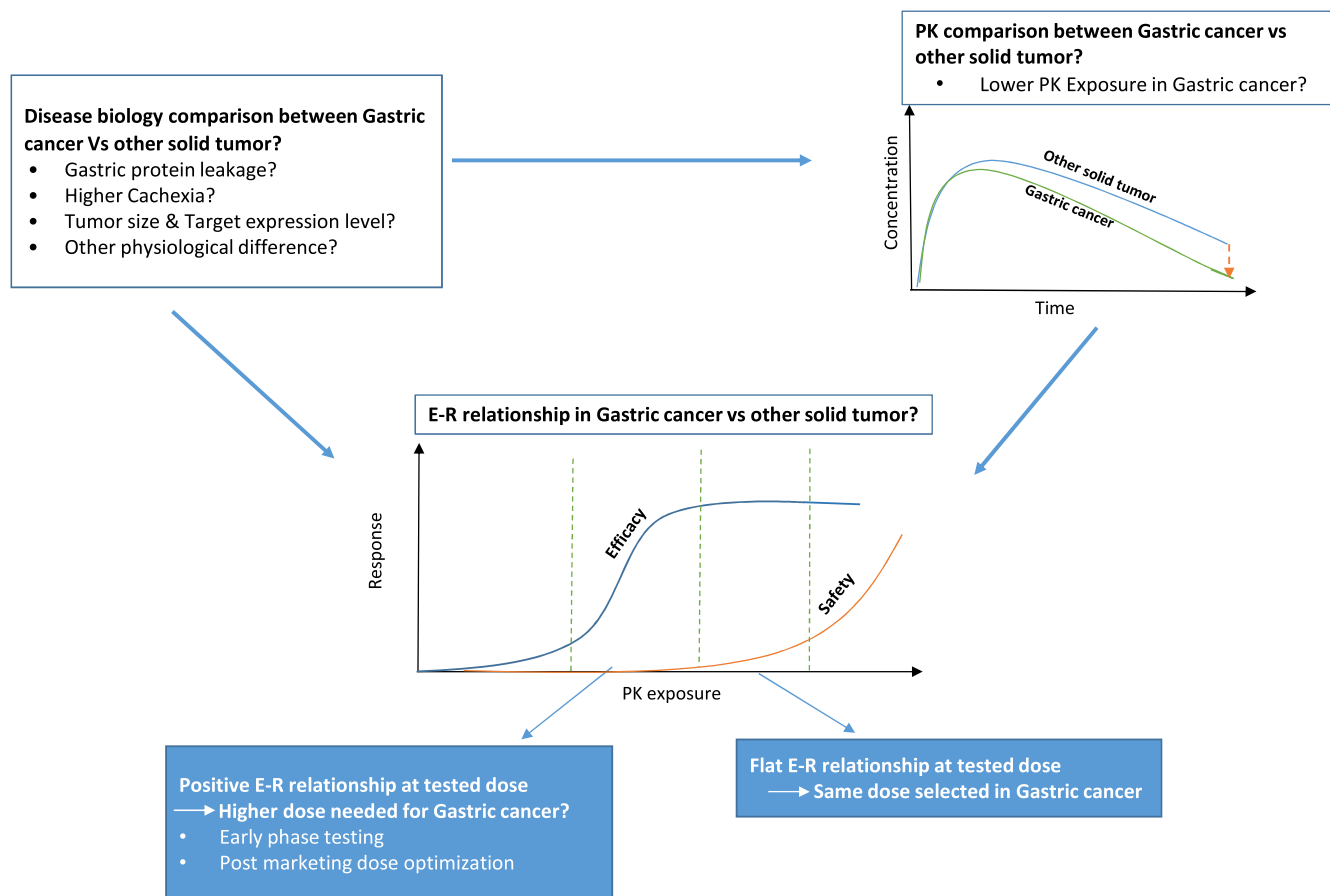 Disease biology comparison between Gastric
cancer Vs other solid tumor?
• Gastric protein leakage?
• Higher Cachexia?
• Tumor size & Target expression level?
• Other physiological difference?
PK comparison between Gastric cancer vs
other solid tumor?
• Lower PK Exposure in Gastric cancer?
Concentration
Other solid tumor
Gastric cancer
Time
E-R relationship in Gastric cancer vs other solid tumor?
Response
Efficacy
Safety
PK exposure
Positive E-R relationship at tested dose
Higher dose needed for Gastric cancer?
• Early phase testing
• Post marketing dose optimization
Flat E-R relationship at tested dose
Same dose selected in Gastric cancer